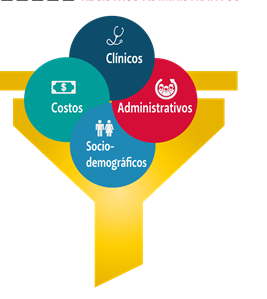 Clínicos
Costos
Administrativos
Socio-
demográficos